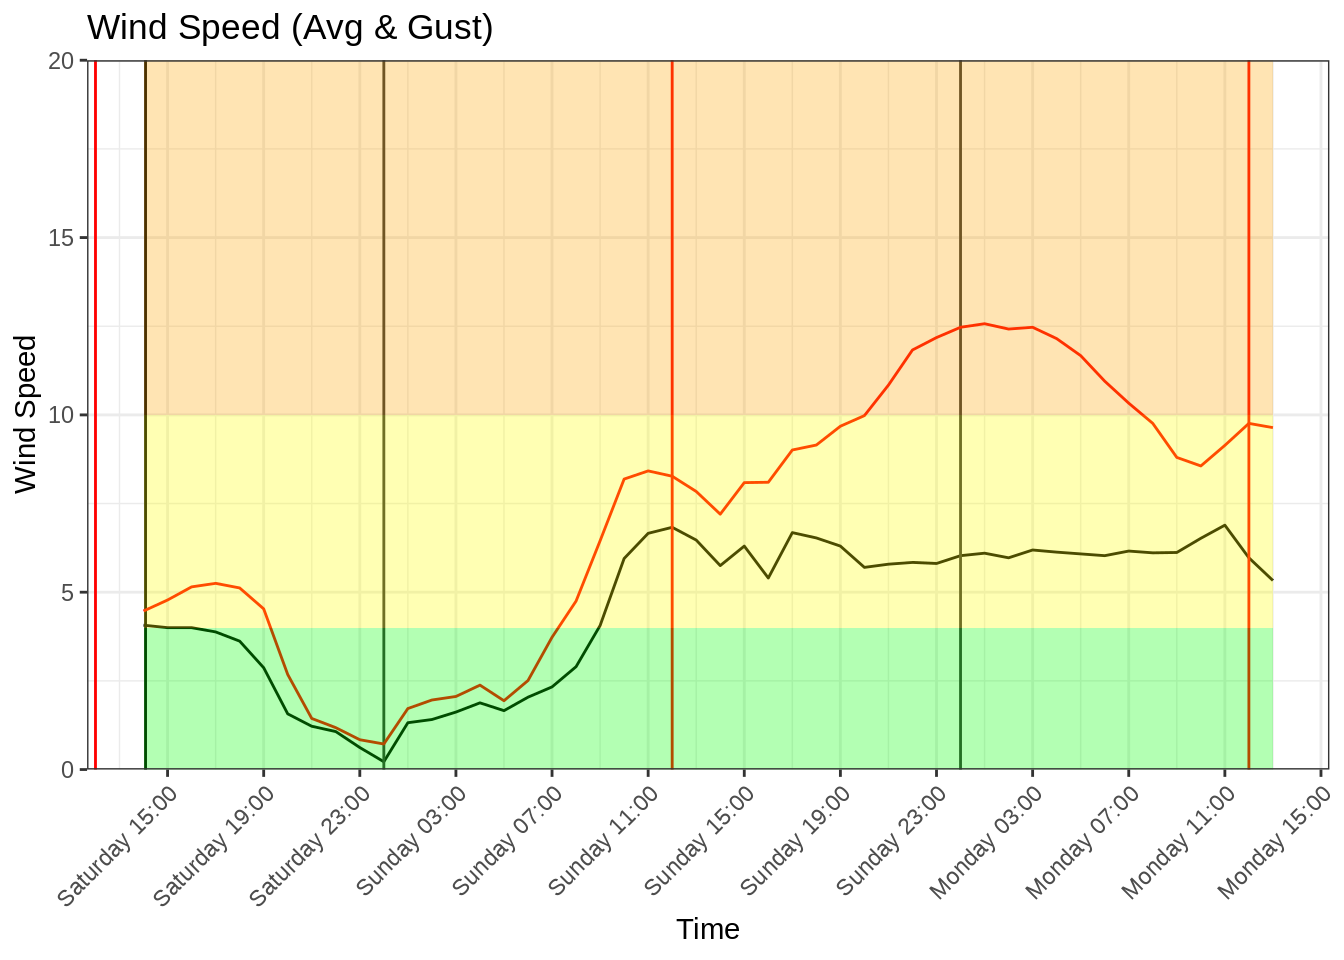 Wind Speed (Avg & Gust)
20
15
10
5
0
Wind Speed
Saturday 15:00
Saturday 19:00
Saturday 23:00
Sunday 03:00
Sunday 07:00
Sunday 11:00
Sunday 15:00
Sunday 19:00
Sunday 23:00
Monday 03:00
Monday 07:00
Monday 11:00
Monday 15:00
Time